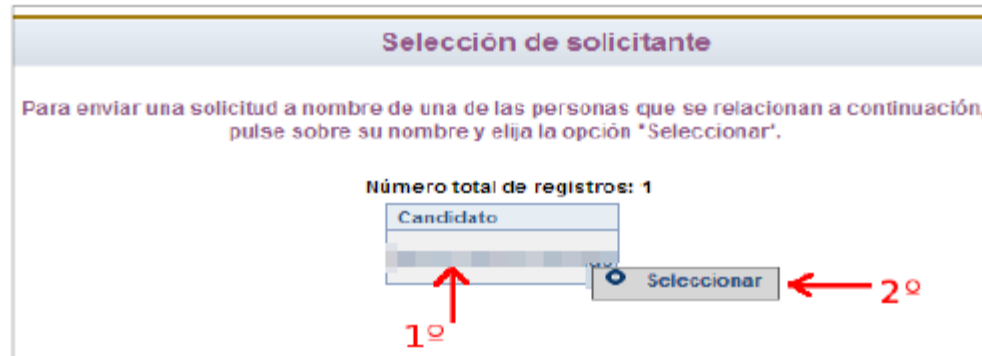 Selección de solicitante
Para enviar una solicitud a nombre de una de las personas que se relacionan a continuación,
pulse sobre su nombre y elija la opción "Seleccionar".
Número total de registros: 1
Candidato
Seleccionar
2º
1º